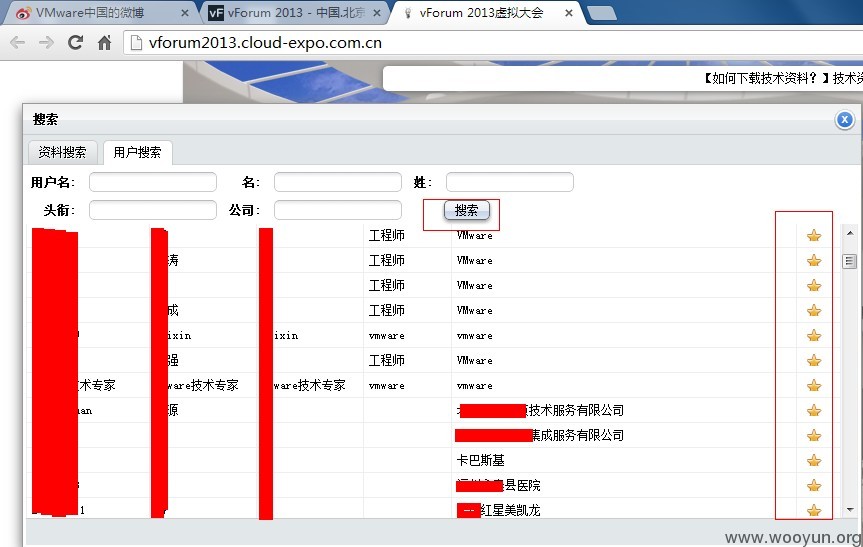 VMware中国的微博
vForum 2013 - 中国.北京
vForum 2013虚拟大会
vforum2013.cloud-expo.com.cn
【如何下载技术资料？】技术资
搜索
资料搜索 用户搜索
用户名: 名: 姓:
头衔: 公司: 搜索
工程师 VMware
涛 工程师 VMware
工程师 VMware
成 工程师 VMware
ixin ixin vmware vmware
强 工程师 VMware
技术专家 ware技术专家 ware技术专家 vmware vmware
源 技术服务有限公司
集成服务有限公司
卡巴斯基
县医院
1 红星美凯龙
www.wooyun.org